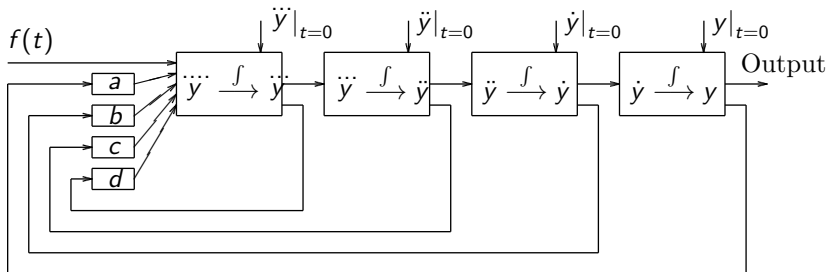 y⃛|t=0 ÿ|t=0 ẏ|t=0 y|t=0
f(t)
a
b
c
d
y⃜ ∫→ y⃛
y⃛ ∫→ ÿ
ÿ ∫→ ẏ
ẏ ∫→ y
Output